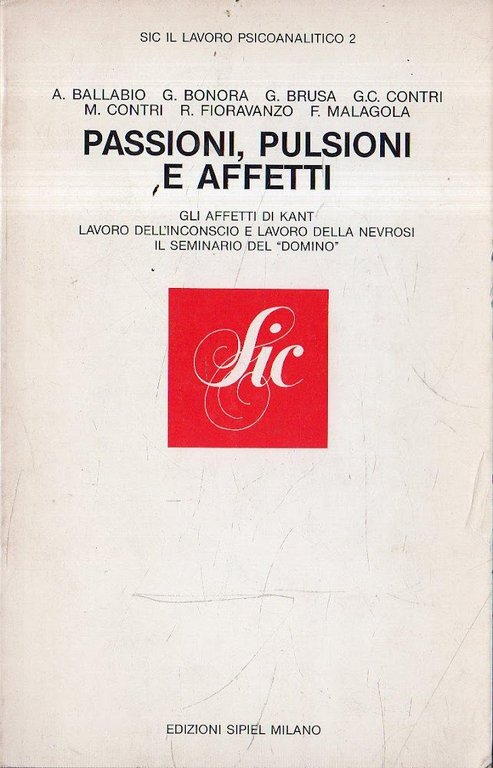 SIC IL LAVORO PSICOANALITICO 2
A. BALLABIO G. BONORA G. BRUSA G.C. CONTRI
M. CONTRI R. FIORAVANZO F. MALAGOLA
PASSIONI, PULSIONI
E AFFETTI
GLI AFFETTI DI KANT
LAVORO DELL'INCONSCIO E LAVORO DELLA NEVROSI
IL SEMINARIO DEL "DOMINO"
Sic
EDIZIONI SIPIEL MILANO